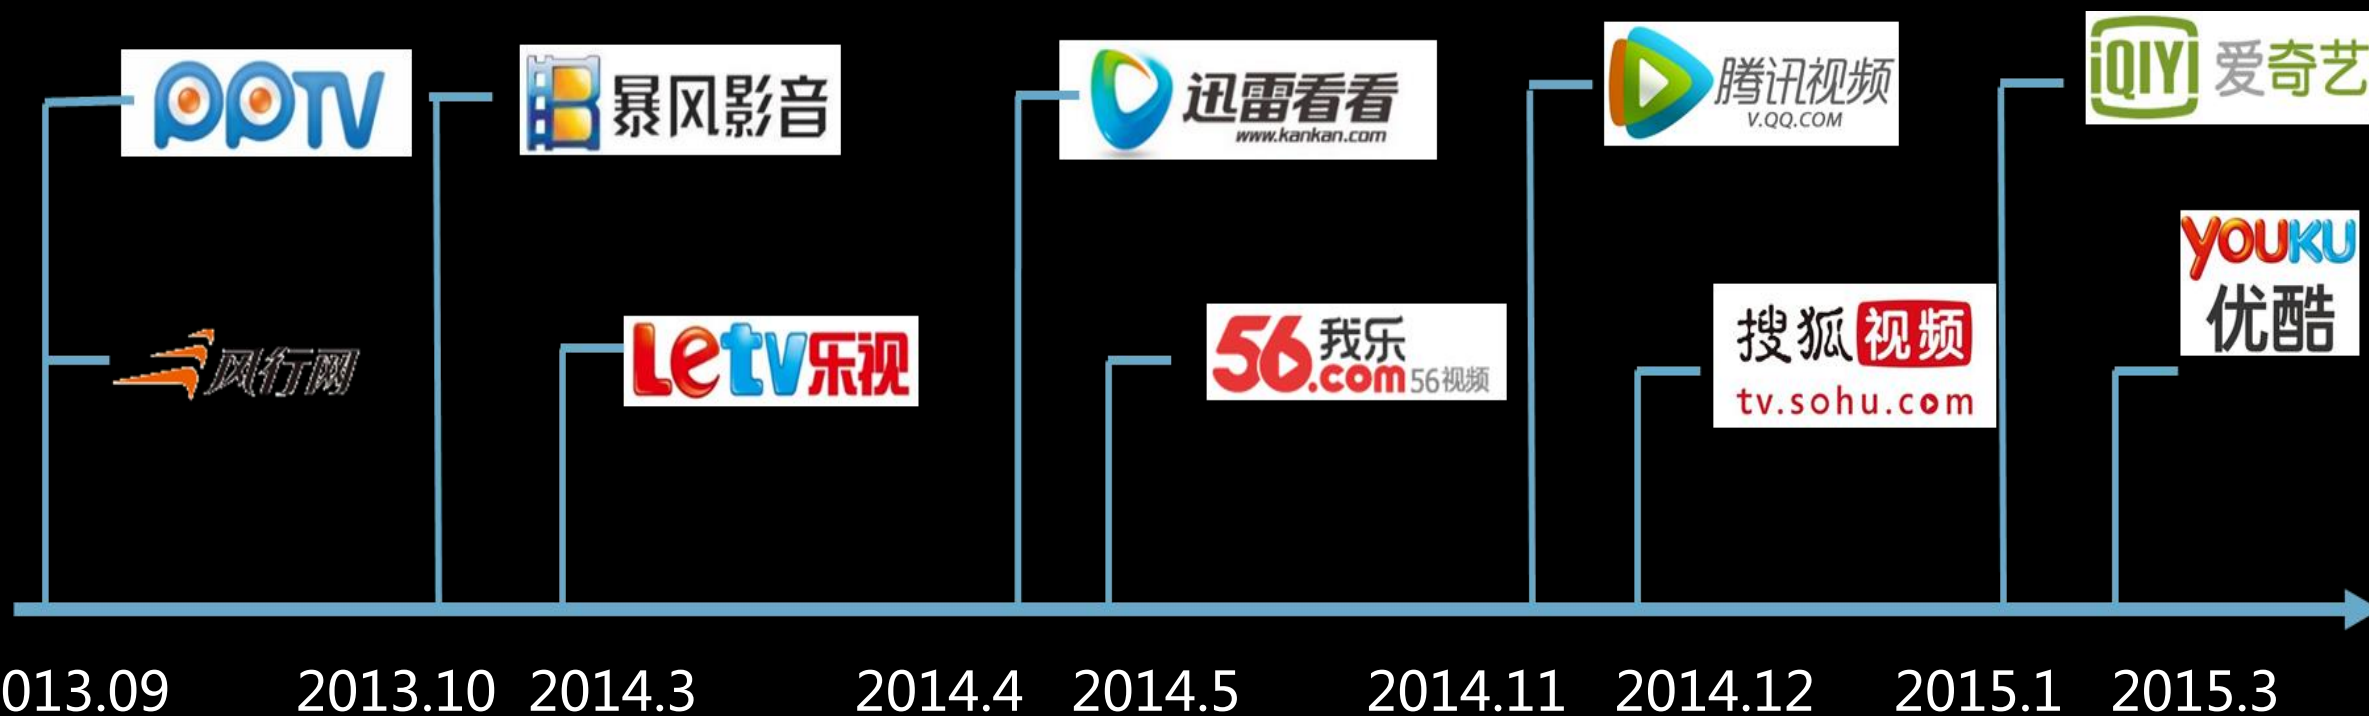 PPTV
暴风影音
迅雷看看
www.kankan.com
腾讯视频
V.QQ.COM
iQIYI 爱奇艺
风行网
Letv乐视
56.com 我乐 56视频
搜狐视频
tv.sohu.com
YOUKU
优酷
013.09 2013.10 2014.3 2014.4 2014.5 2014.11 2014.12 2015.1 2015.3